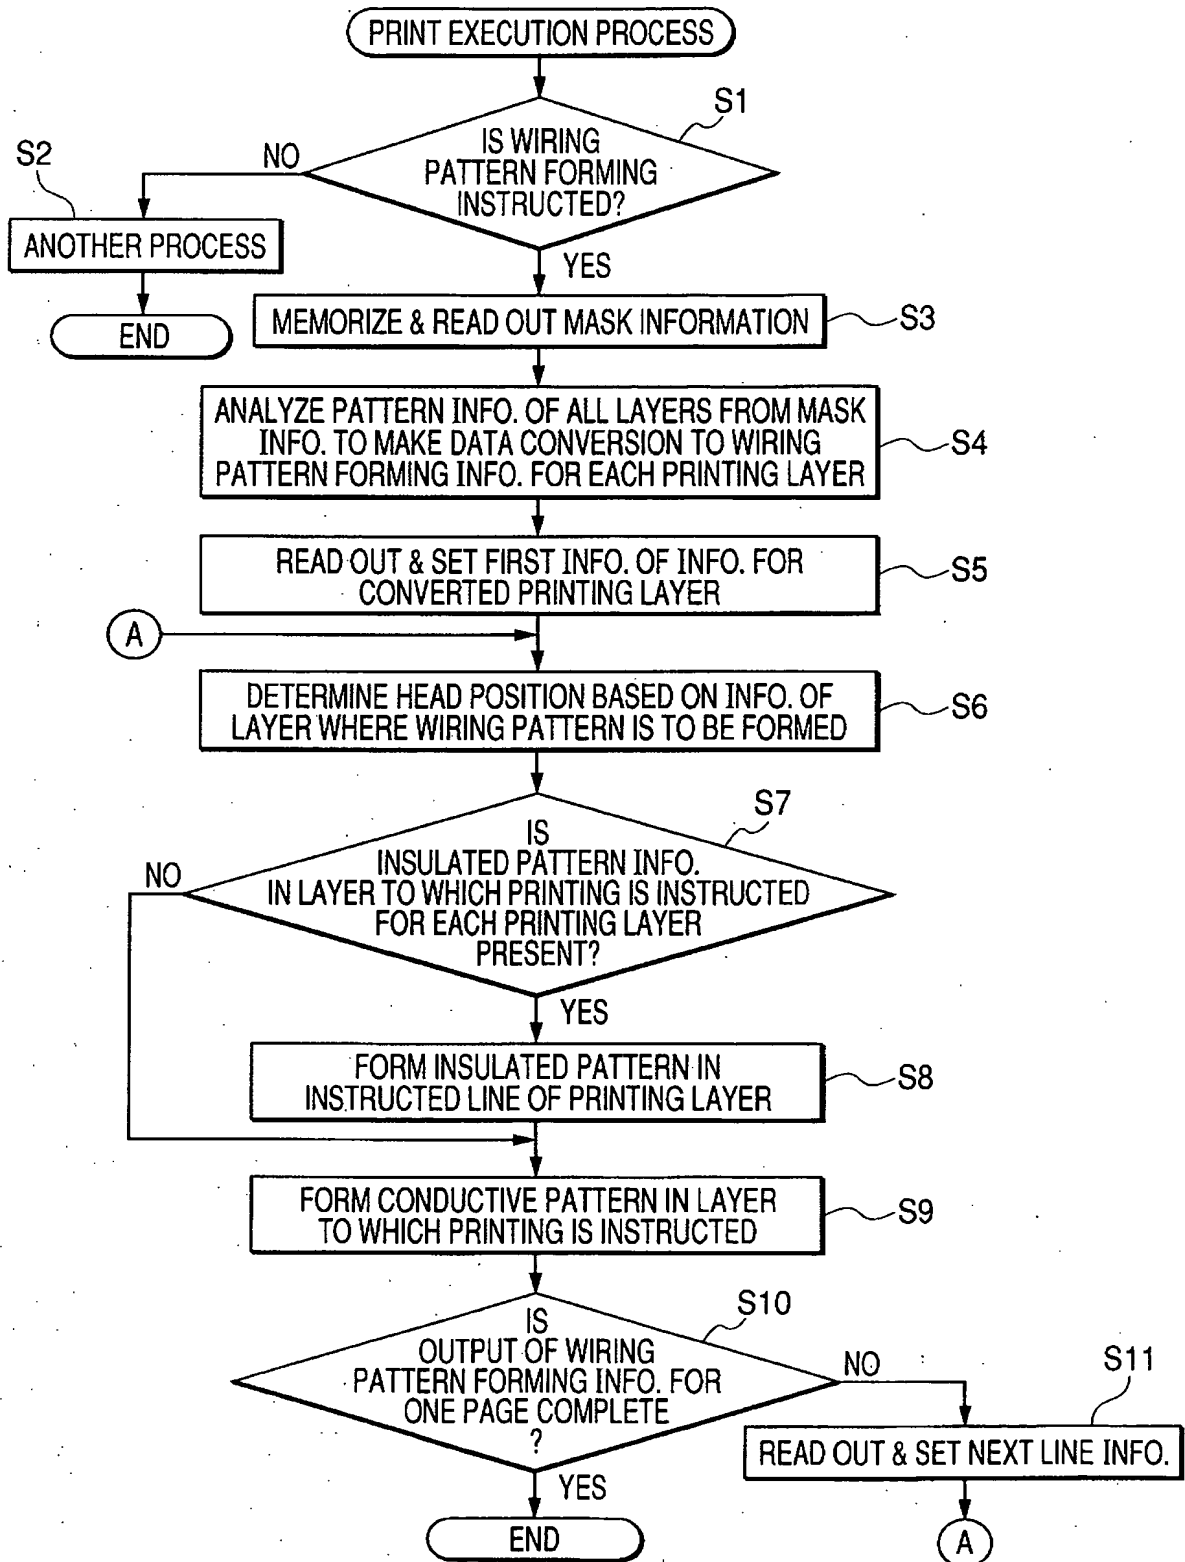 PRINT EXECUTION PROCESS
S1
IS WIRING
PATTERN FORMING
INSTRUCTED?
NO
S2
ANOTHER PROCESS
END
YES
MEMORIZE & READ OUT MASK INFORMATION
S3
ANALYZE PATTERN INFO. OF ALL LAYERS FROM MASK
INFO. TO MAKE DATA CONVERSION TO WIRING
PATTERN FORMING INFO. FOR EACH PRINTING LAYER
S4
READ OUT & SET FIRST INFO. OF INFO. FOR
CONVERTED PRINTING LAYER
S5
A
DETERMINE HEAD POSITION BASED ON INFO. OF
LAYER WHERE WIRING PATTERN IS TO BE FORMED
S6
S7
IS
INSULATED PATTERN INFO.
IN LAYER TO WHICH PRINTING IS INSTRUCTED
FOR EACH PRINTING LAYER
PRESENT?
NO
YES
FORM INSULATED PATTERN IN
INSTRUCTED LINE OF PRINTING LAYER
S8
FORM CONDUCTIVE PATTERN IN LAYER
TO WHICH PRINTING IS INSTRUCTED
S9
S10
IS
OUTPUT OF WIRING
PATTERN FORMING INFO. FOR
ONE PAGE COMPLETE
?
NO
S11
READ OUT & SET NEXT LINE INFO.
A
YES
END